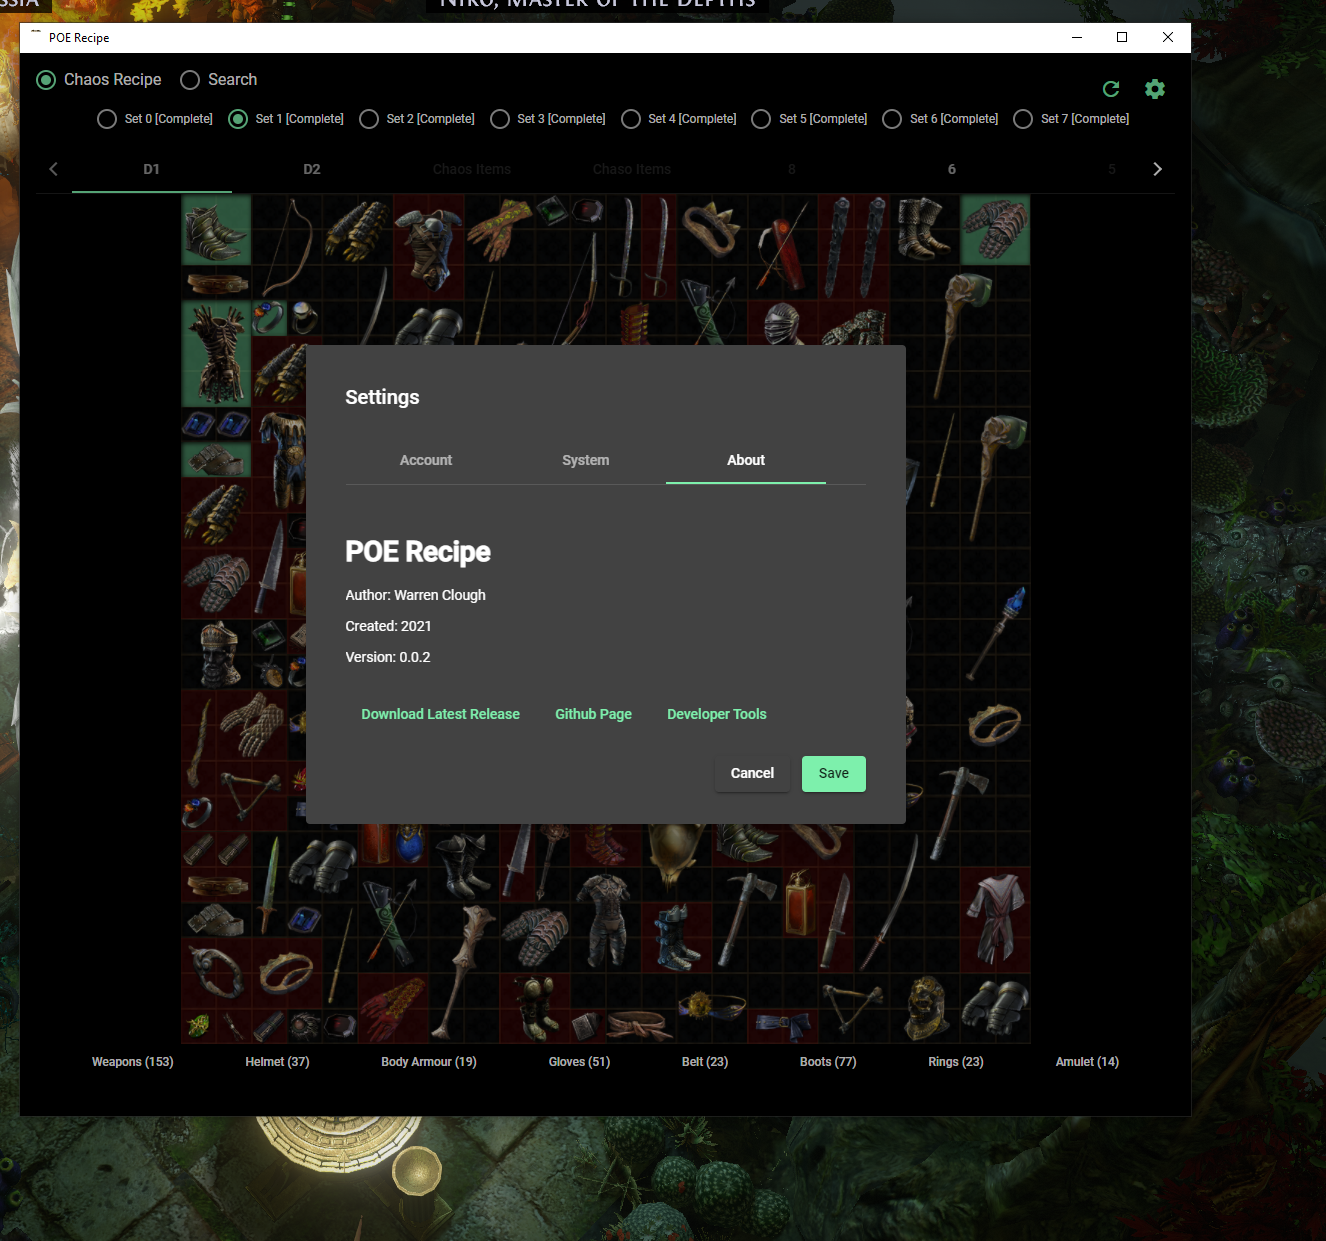 SSIA
NIKO, MASTER OF THE DEPTHS
POE Recipe
Chaos Recipe Search
Set 0 [Complete] Set 1 [Complete] Set 2 [Complete] Set 3 [Complete] Set 4 [Complete] Set 5 [Complete] Set 6 [Complete] Set 7 [Complete]
D1 D2 Chaos Items Chaso Items 8 6 5
Settings
Account System About
POE Recipe
Author: Warren Clough
Created: 2021
Version: 0.0.2
Download Latest Release Github Page Developer Tools
Cancel Save
Weapons (153) Helmet (37) Body Armour (19) Gloves (51) Belt (23) Boots (77) Rings (23) Amulet (14)